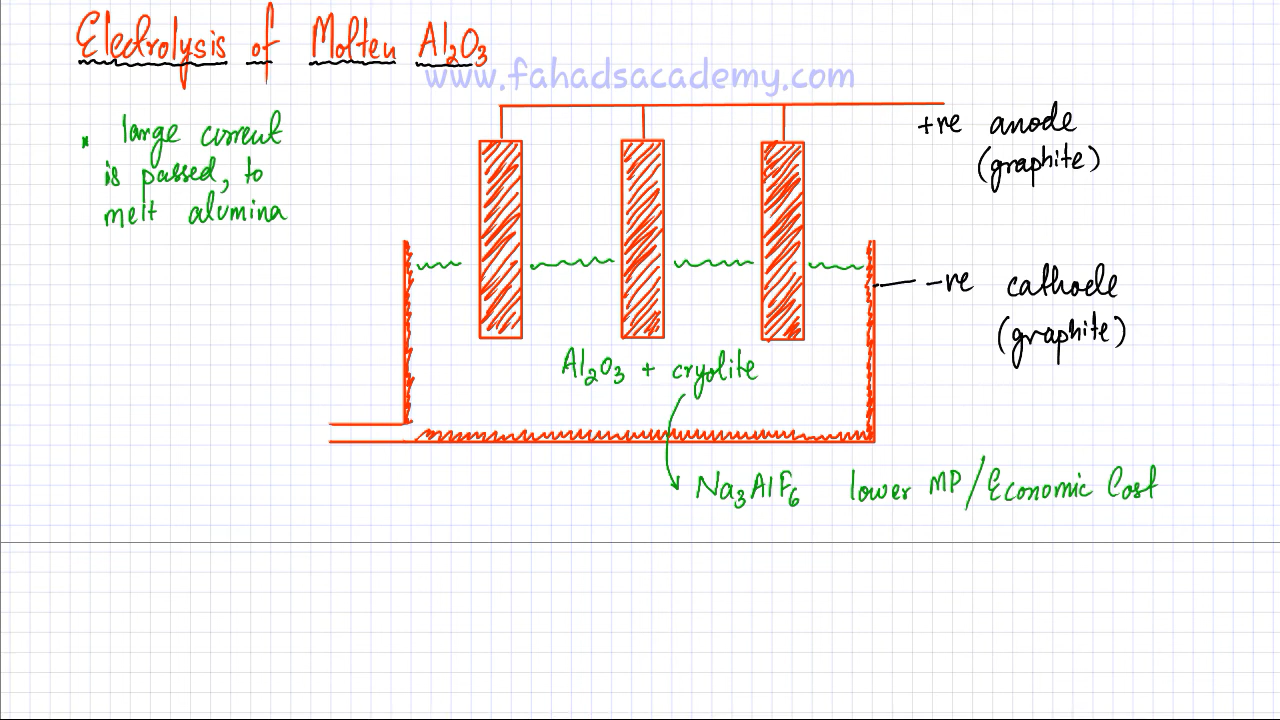 Electrolysis of Molten Al₂O₃
www.fahadsacademy.com
* large current
is passed, to
melt alumina
+ve anode
(graphite)
-ve cathode
(graphite)
Al₂O₃ + cryolite
Na₃AlF₆ lower MP/Economic Cost